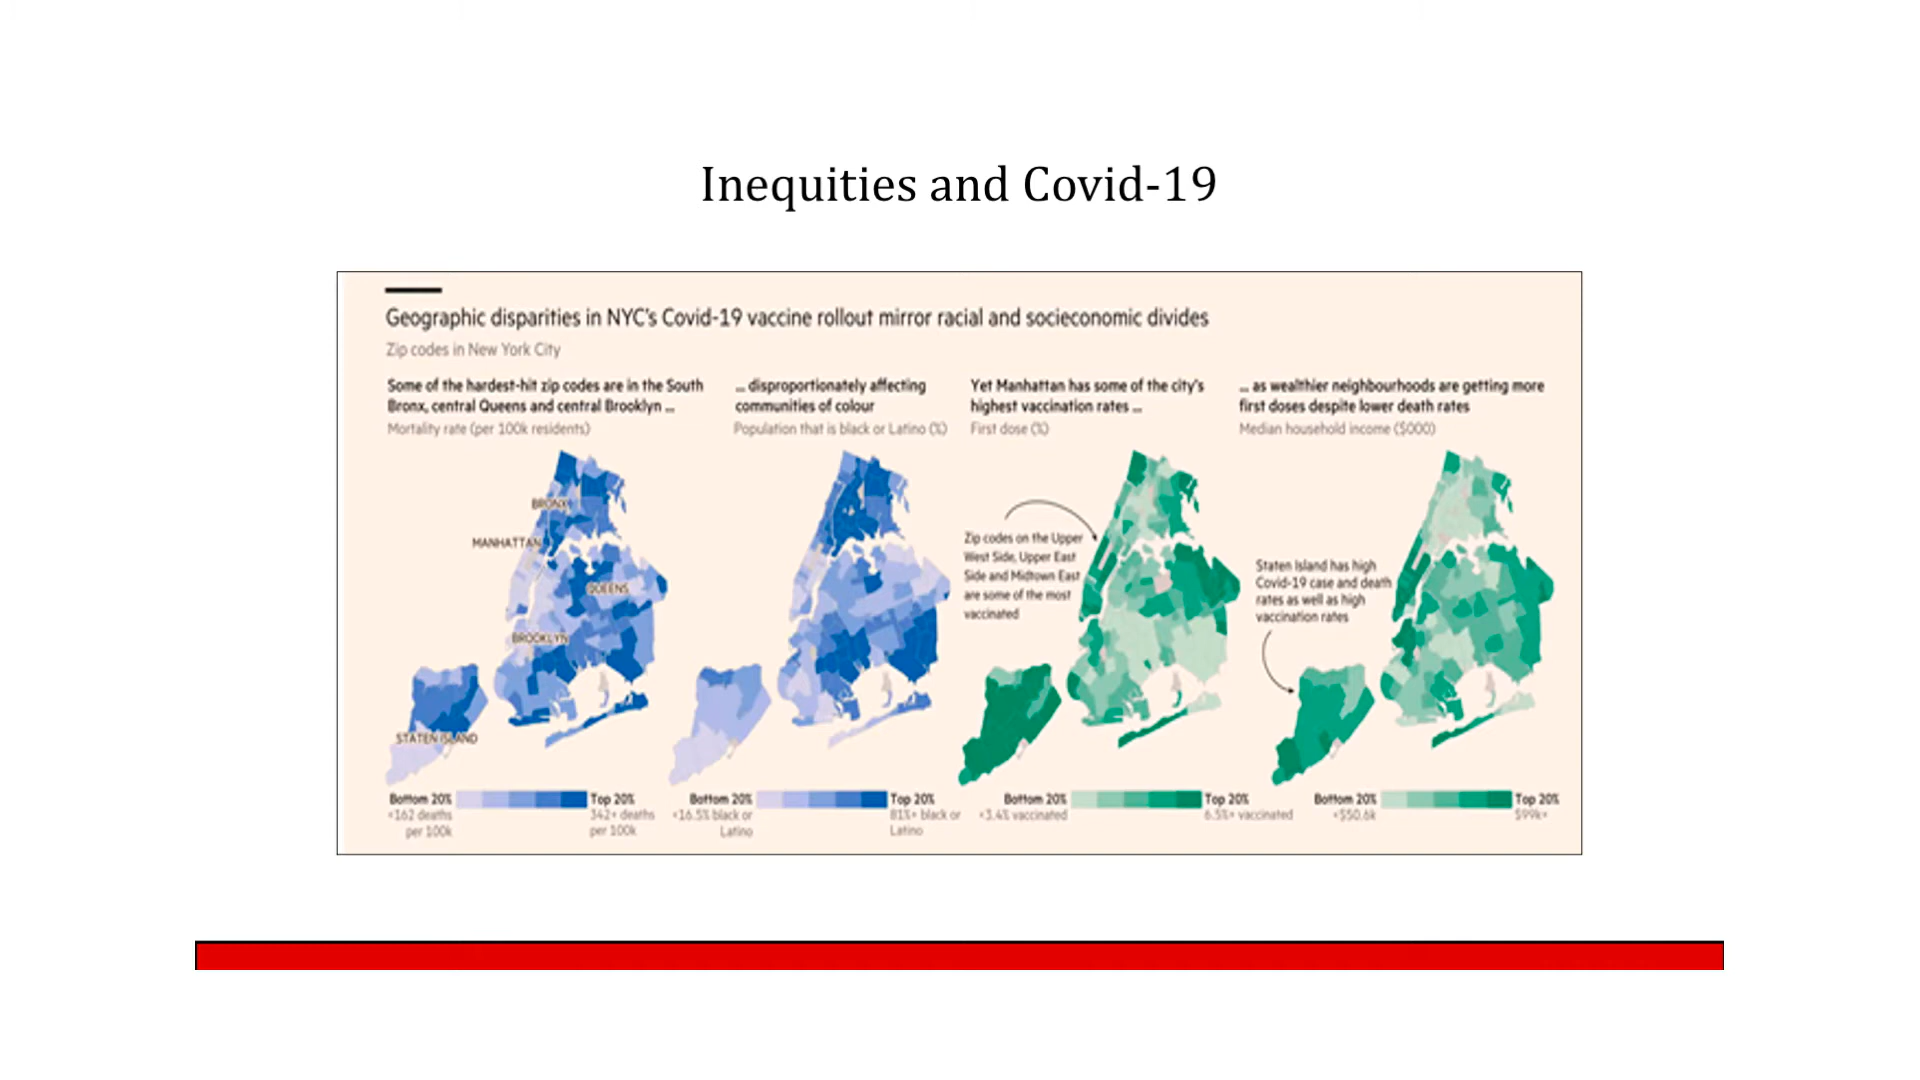 Inequities and Covid-19
Geographic disparities in NYC's Covid-19 vaccine rollout mirror racial and socieconomic divides
Zip codes in New York City
Some of the hardest-hit zip codes are in the South
Bronx, central Queens and central Brooklyn ...
Mortality rate (per 100k residents)
BRONX
MANHATTAN
QUEENS
BROOKLYN
STATEN ISLAND
Bottom 20%
<162 deaths
per 100k
Top 20%
342+ deaths
per 100k
... disproportionately affecting
communities of colour
Population that is black or Latino (%)
Bottom 20%
<16.5% black or
Latino
Top 20%
81%+ black or
Latino
Yet Manhattan has some of the city's
highest vaccination rates ...
First dose (%)
Zip codes on the Upper
West Side, Upper East
Side and Midtown East
are some of the most
vaccinated
Bottom 20%
<3.4% vaccinated
Top 20%
6.5%+ vaccinated
... as wealthier neighbourhoods are getting more
first doses despite lower death rates
Median household income ($000)
Staten Island has high
Covid-19 case and death
rates as well as high
vaccination rates
Bottom 20%
<$50.6k
Top 20%
$99k+